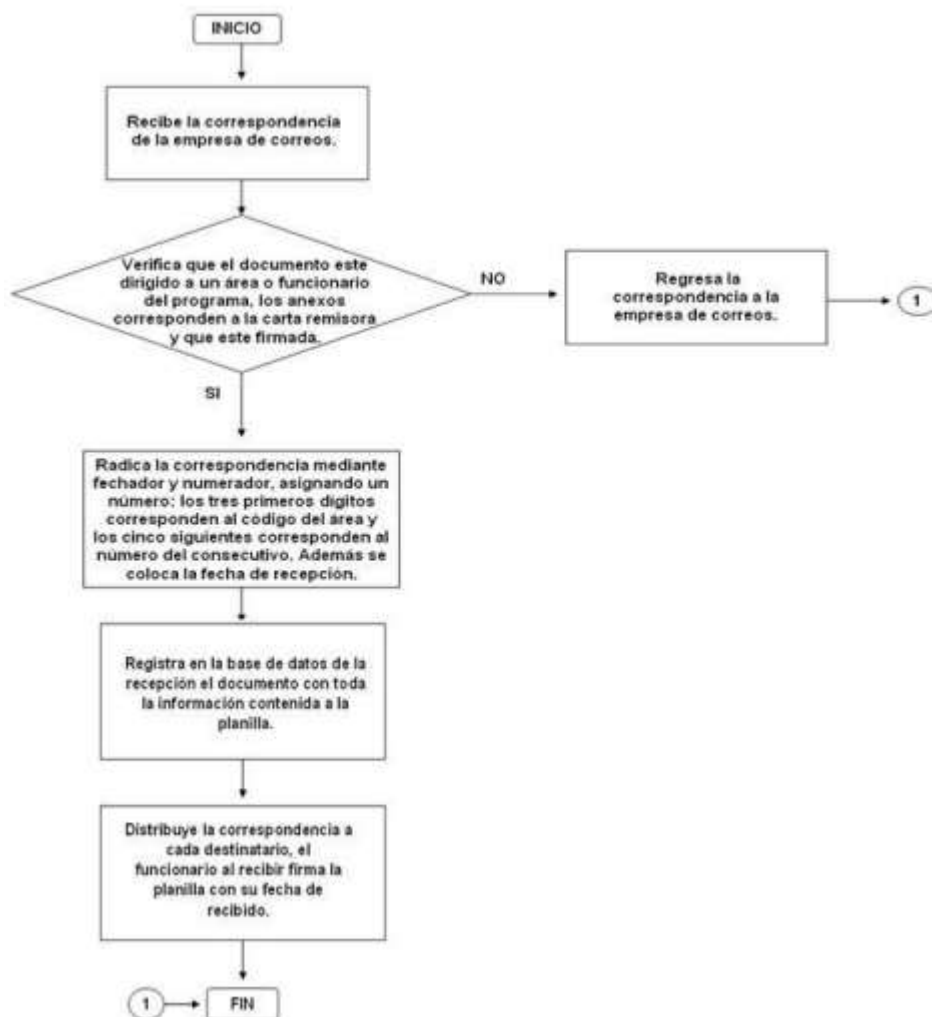 INICIO
Recibe la correspondencia
de la empresa de correos.
Verifica que el documento este
dirigido a un área o funcionario
del programa, los anexos
corresponden a la carta remisora
y que este firmada.
NO
Regresa la
correspondencia a la
empresa de correos.
1
SI
Radica la correspondencia mediante
fechador y numerador, asignando un
número; los tres primeros dígitos
corresponden al código del área y
los cinco siguientes corresponden al
número del consecutivo. Además se
coloca la fecha de recepción.
Registra en la base de datos de la
recepción el documento con toda
la información contenida a la
planilla.
Distribuye la correspondencia a
cada destinatario, el
funcionario al recibir firma la
planilla con su fecha de
recibido.
1
FIN